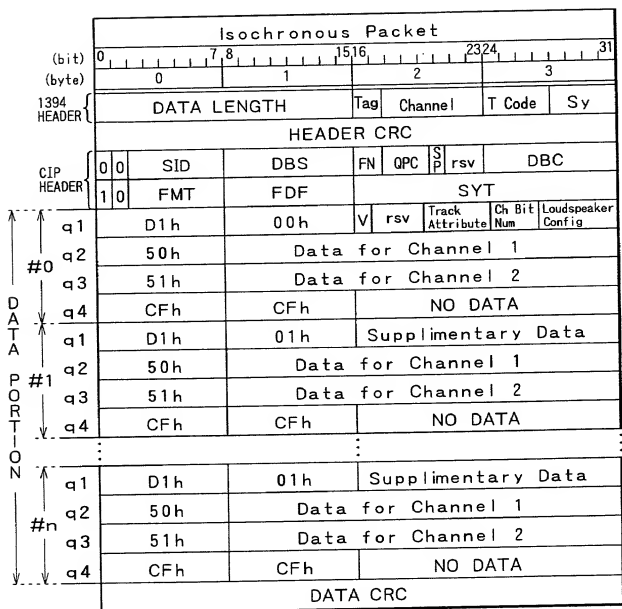 Isochronous Packet
(bit) 0 7 8 15 16 23 24 31
(byte) 0 1 2 3
1394 HEADER DATA LENGTH Tag Channel T Code Sy
HEADER CRC
CIP HEADER 0 0 SID DBS FN QPC SP rsv DBC
1 0 FMT FDF SYT
DATA PORTION
#0 q1 D1h 00h V rsv Track Attribute Ch Bit Num Loudspeaker Config
q2 50h Data for Channel 1
q3 51h Data for Channel 2
q4 CFh CFh NO DATA
#1 q1 D1h 01h Supplimentary Data
q2 50h Data for Channel 1
q3 51h Data for Channel 2
q4 CFh CFh NO DATA
#n q1 D1h 01h Supplimentary Data
q2 50h Data for Channel 1
q3 51h Data for Channel 2
q4 CFh CFh NO DATA
DATA CRC